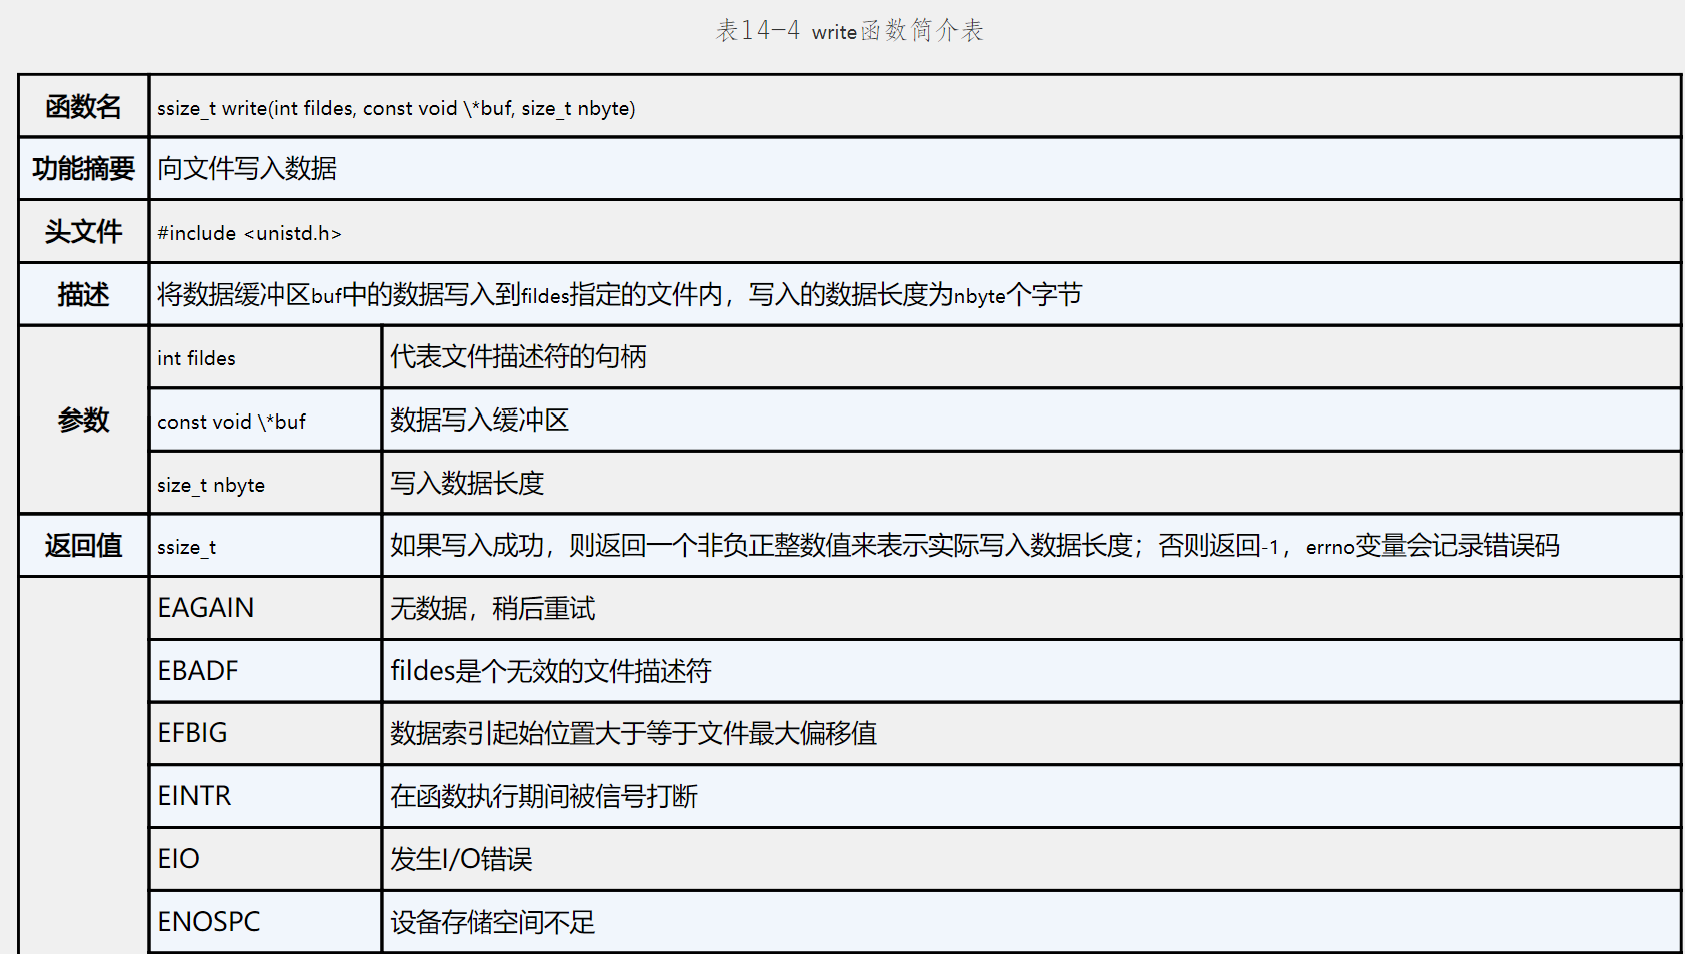 表14-4 write函数简介表
函数名 ssize_t write(int fildes, const void \*buf, size_t nbyte)
功能摘要 向文件写入数据
头文件 #include <unistd.h>
描述 将数据缓冲区buf中的数据写入到fildes指定的文件内，写入的数据长度为nbyte个字节
参数 int fildes 代表文件描述符的句柄
const void \*buf 数据写入缓冲区
size_t nbyte 写入数据长度
返回值 ssize_t 如果写入成功，则返回一个非负正整数值来表示实际写入数据长度；否则返回-1，errno变量会记录错误码
EAGAIN 无数据，稍后重试
EBADF fildes是个无效的文件描述符
EFBIG 数据索引起始位置大于等于文件最大偏移值
EINTR 在函数执行期间被信号打断
EIO 发生I/O错误
ENOSPC 设备存储空间不足